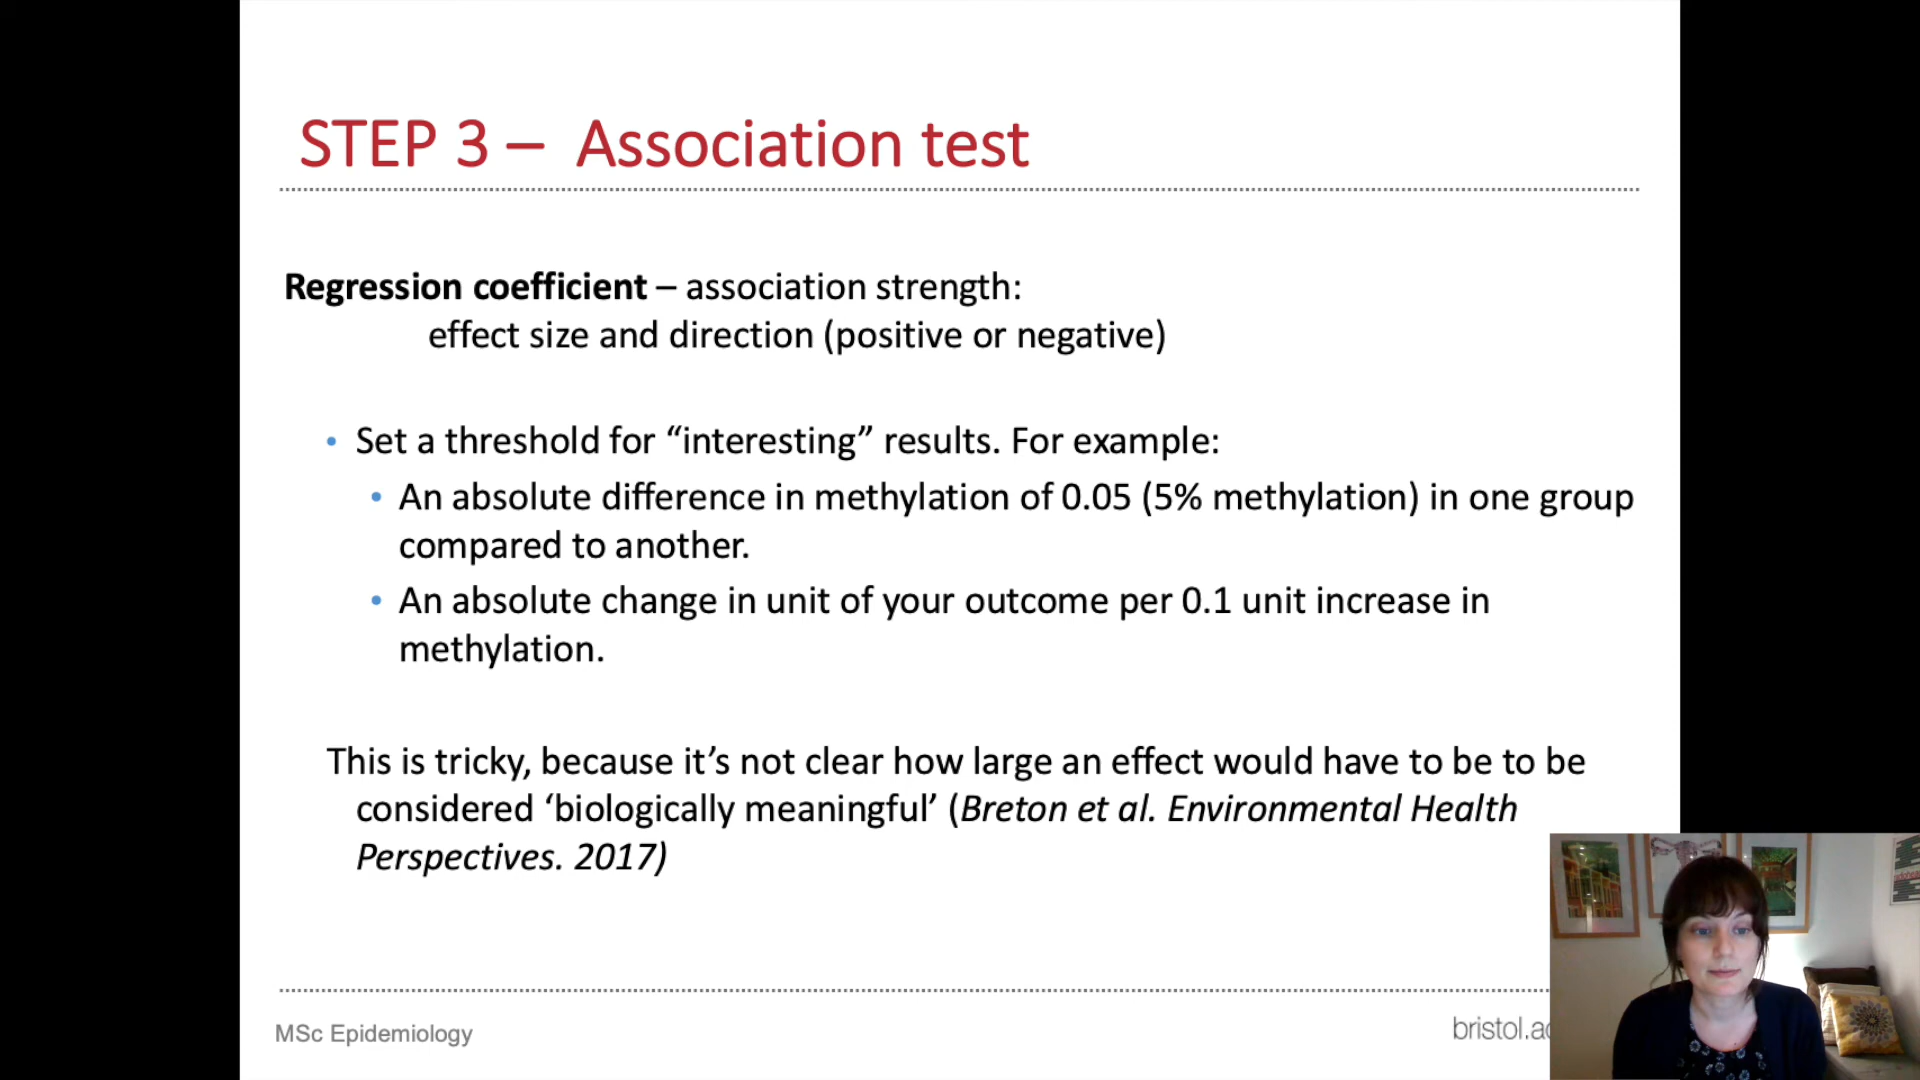 STEP 3 – Association test
Regression coefficient – association strength:
effect size and direction (positive or negative)
• Set a threshold for “interesting” results. For example:
• An absolute difference in methylation of 0.05 (5% methylation) in one group
compared to another.
• An absolute change in unit of your outcome per 0.1 unit increase in
methylation.
This is tricky, because it’s not clear how large an effect would have to be to be
considered ‘biologically meaningful’ (Breton et al. Environmental Health
Perspectives. 2017)
MSc Epidemiology
bristol.ac